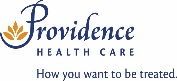 Providence
HEALTH CARE
How you want to be treated.